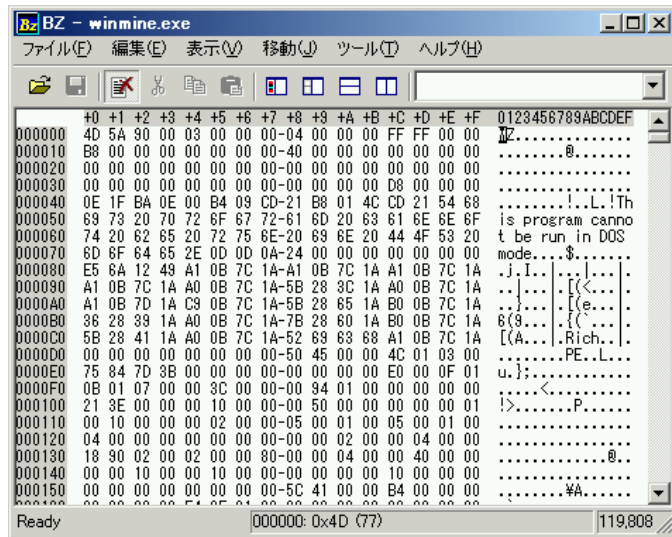 BZ - winmine.exe
ファイル(F) 編集(E) 表示(V) 移動(J) ツール(T) ヘルプ(H)
+0 +1 +2 +3 +4 +5 +6 +7 +8 +9 +A +B +C +D +E +F 0123456789ABCDEF
000000 4D 5A 90 00 03 00 00 00-04 00 00 00 FF FF 00 00 MZ..............
000010 B8 00 00 00 00 00 00 00-40 00 00 00 00 00 00 00 ........@.......
000020 00 00 00 00 00 00 00 00-00 00 00 00 00 00 00 00 ................
000030 00 00 00 00 00 00 00 00-00 00 00 00 D8 00 00 00 ................
000040 0E 1F BA 0E 00 B4 09 CD-21 B8 01 4C CD 21 54 68 ........!..L.!Th
000050 69 73 20 70 72 6F 67 72-61 6D 20 63 61 6E 6E 6F is program canno
000060 74 20 62 65 20 72 75 6E-20 69 6E 20 44 4F 53 20 t be run in DOS
000070 6D 6F 64 65 2E 0D 0D 0A-24 00 00 00 00 00 00 00 mode....$.......
000080 E5 6A 12 49 A1 0B 7C 1A-A1 0B 7C 1A A1 0B 7C 1A .j.I..|...|...|.
000090 A1 0B 7C 1A A0 0B 7C 1A-5B 28 3C 1A A0 0B 7C 1A ..|...|.[(<...|.
0000A0 A1 0B 7D 1A C9 0B 7C 1A-5B 28 65 1A B0 0B 7C 1A ..}...|.[(e...|.
0000B0 36 28 39 1A A0 0B 7C 1A-7B 28 60 1A B0 0B 7C 1A 6(9...|.{(`...|.
0000C0 5B 28 41 1A A0 0B 7C 1A-52 69 63 68 A1 0B 7C 1A [(A...|.Rich..|.
0000D0 00 00 00 00 00 00 00 00-50 45 00 00 4C 01 03 00 ........PE..L...
0000E0 75 84 7D 3B 00 00 00 00-00 00 00 00 E0 00 0F 01 u.};............
0000F0 0B 01 07 00 00 3C 00 00-00 94 01 00 00 00 00 00 .....<..........
000100 21 3E 00 00 00 10 00 00-00 50 00 00 00 00 00 01 !>.......P......
000110 00 10 00 00 00 02 00 00-05 00 01 00 05 00 01 00 ................
000120 04 00 00 00 00 00 00 00-00 00 02 00 00 04 00 00 ................
000130 18 90 02 00 02 00 00 80-00 00 04 00 00 40 00 00 .............@..
000140 00 00 10 00 00 10 00 00-00 00 00 00 10 00 00 00 ................
000150 00 00 00 00 00 00 00 00-5C 41 00 00 B4 00 00 00 ........¥A......
Ready 000000: 0x4D (77) 119,808